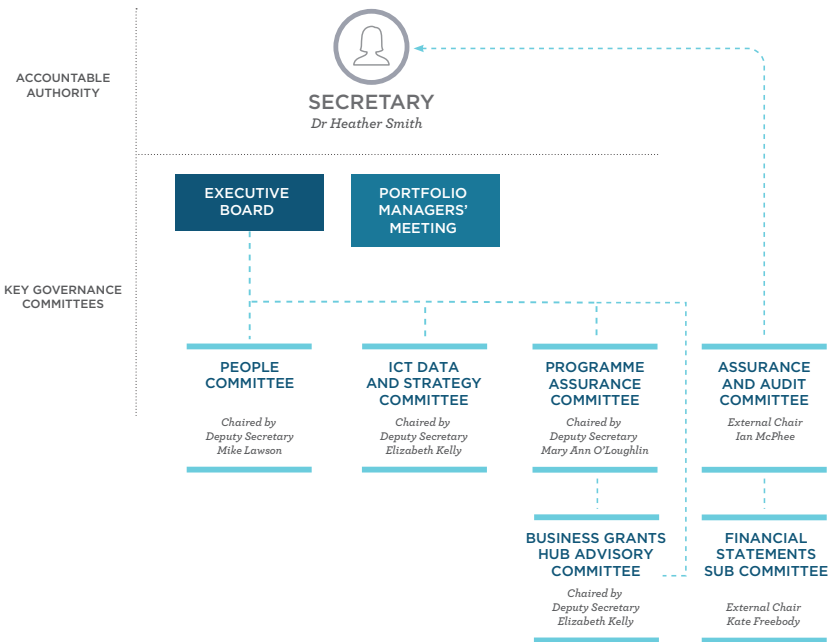 ACCOUNTABLE
AUTHORITY
SECRETARY
Dr Heather Smith
KEY GOVERNANCE
COMMITTEES
EXECUTIVE
BOARD
PORTFOLIO
MANAGERS’
MEETING
PEOPLE
COMMITTEE
Chaired by
Deputy Secretary
Mike Lawson
ICT DATA
AND STRATEGY
COMMITTEE
Chaired by
Deputy Secretary
Elizabeth Kelly
PROGRAMME
ASSURANCE
COMMITTEE
Chaired by
Deputy Secretary
Mary Ann O’Loughlin
ASSURANCE
AND AUDIT
COMMITTEE
External Chair
Ian McPhee
BUSINESS GRANTS
HUB ADVISORY
COMMITTEE
Chaired by
Deputy Secretary
Elizabeth Kelly
FINANCIAL
STATEMENTS
SUB COMMITTEE
External Chair
Kate Freebody